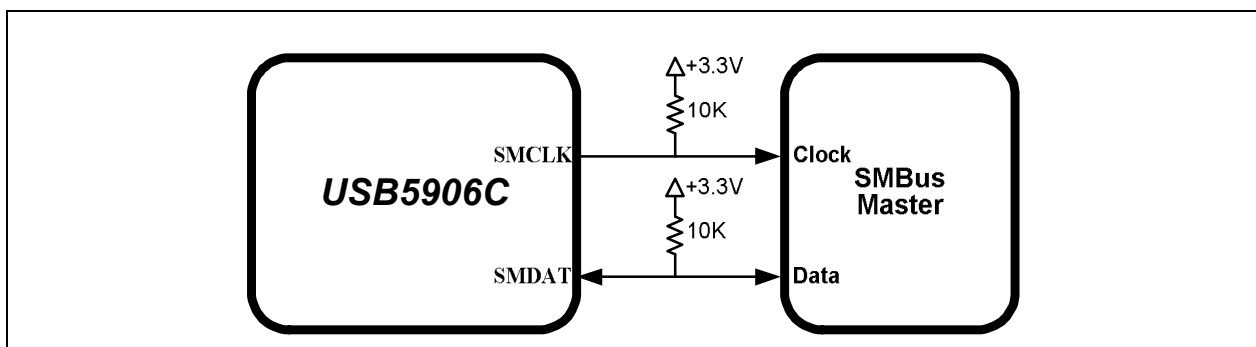 +3.3V
10K
SMCLK
Clock
USB5906C
SMBus
Master
+3.3V
10K
SMDAT
Data